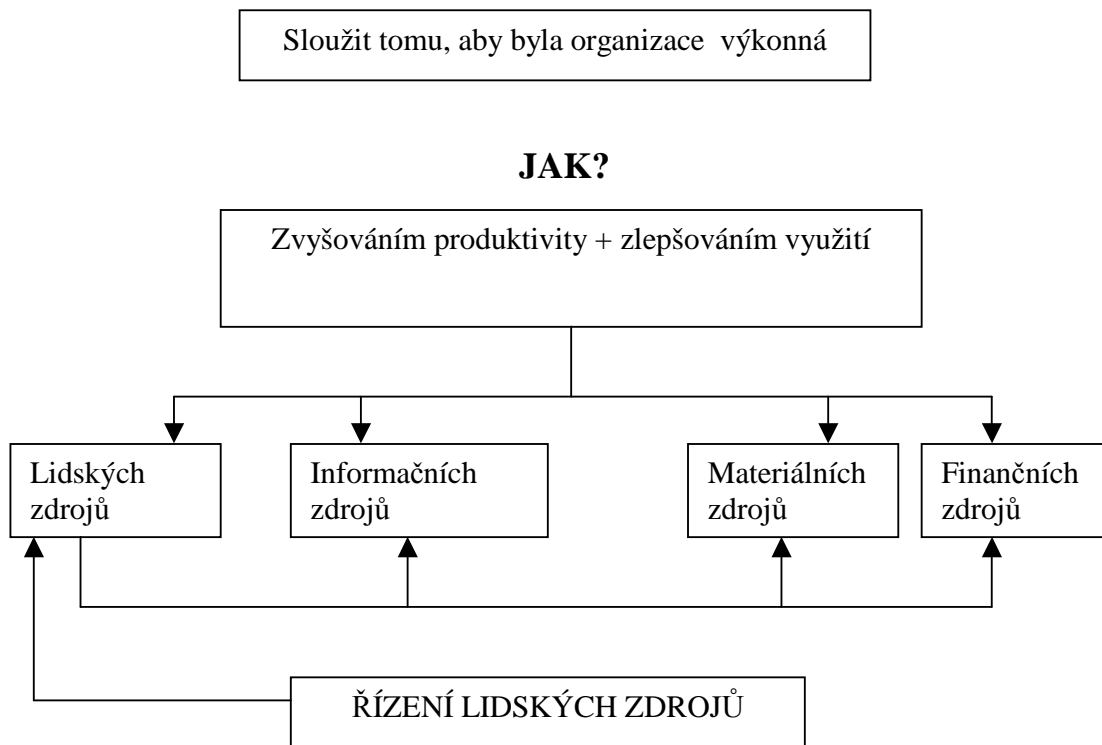 Sloužit tomu, aby byla organizace výkonná
JAK?
Zvyšováním produktivity + zlepšováním využití
Lidských
zdrojů
Informačních
zdrojů
Materiálních
zdrojů
Finančních
zdrojů
ŘÍZENÍ LIDSKÝCH ZDROJŮ